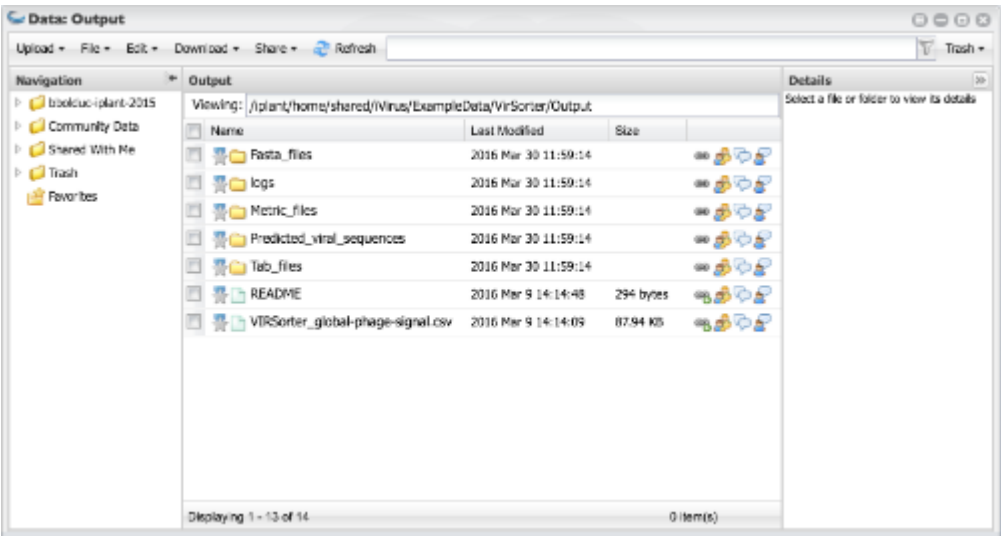 Data: Output
Upload File Edit Download Share Refresh Trash
Navigation Output Details
bbolduc-iplant-2015 Viewing: /iplant/home/shared/iVirus/ExampleData/VirSorter/Output Select a file or folder to view its details
Community Data Name Last Modified Size
Shared With Me Fasta_files 2016 Mar 30 11:59:14
Trash logs 2016 Mar 30 11:59:14
Favorites Metric_files 2016 Mar 30 11:59:14
Predicted_viral_sequences 2016 Mar 30 11:59:14
Tab_files 2016 Mar 30 11:59:14
README 2016 Mar 9 14:14:48 294 bytes
VIRSorter_global-phage-signal.csv 2016 Mar 9 14:14:09 87.94 KB
Displaying 1 - 13 of 14 0 item(s)